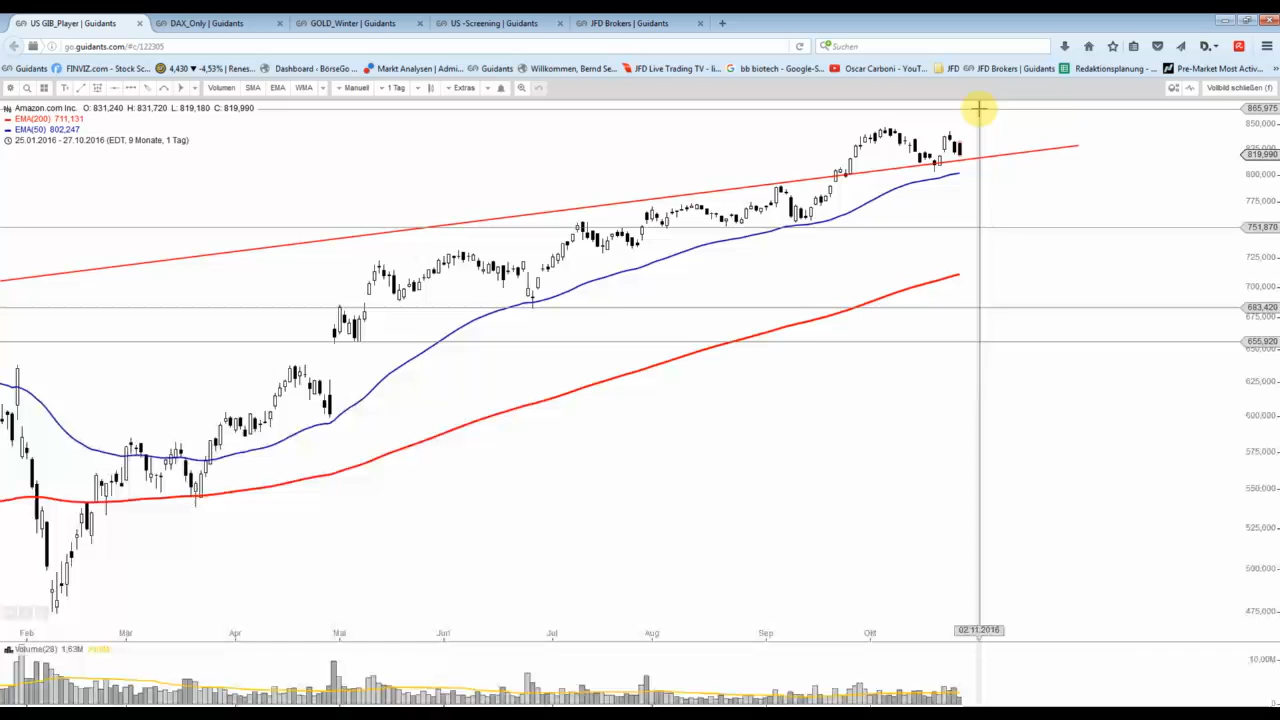 US GIB_Player | Guidants × DAX_Only | Guidants × GOLD_Winter | Guidants × US -Screening | Guidants × JFD Brokers | Guidants × +
go.guidants.com/#c/122305 Suchen
Guidants FINVIZ.com - Stock Sc... 4,430 -4,53% | Renes... Dashboard - BörseGo ... Markt Analysen | Admi... Guidants Willkommen, Bernd Se... JFD Live Trading TV - li... bb biotech - Google-S... Oscar Carboni - YouT... JFD JFD Brokers | Guidants Redaktionsplanung - ... Pre-Market Most Activ...
Volumen SMA EMA WMA Manuell 1 Tag Extras Vollbild schließen (f)
Amazon.com Inc. O: 831,240 H: 831,720 L: 819,180 C: 819,990
EMA(200) 711,131
EMA(50) 802,247
25.01.2016 - 27.10.2016 (EDT, 9 Monate, 1 Tag)
865,975
850,000
819,990
800,000
775,000
751,870
725,000
700,000
683,420
675,000
655,920
650,000
625,000
600,000
575,000
550,000
525,000
500,000
475,000
Feb Mär Apr Mai Jun Jul Aug Sep Okt 02.11.2016
Volume(28) 1,63M
10,00M
0